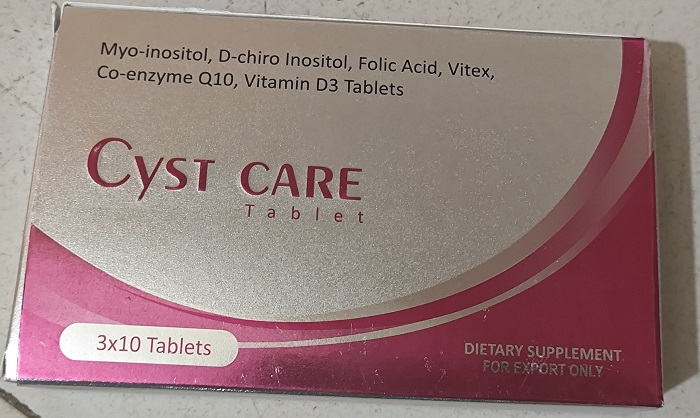 Myo-inositol, D-chiro Inositol, Folic Acid, Vitex,
Co-enzyme Q10, Vitamin D3 Tablets
CYST CARE
Tablet
3x10 Tablets
DIETARY SUPPLEMENT
FOR EXPORT ONLY